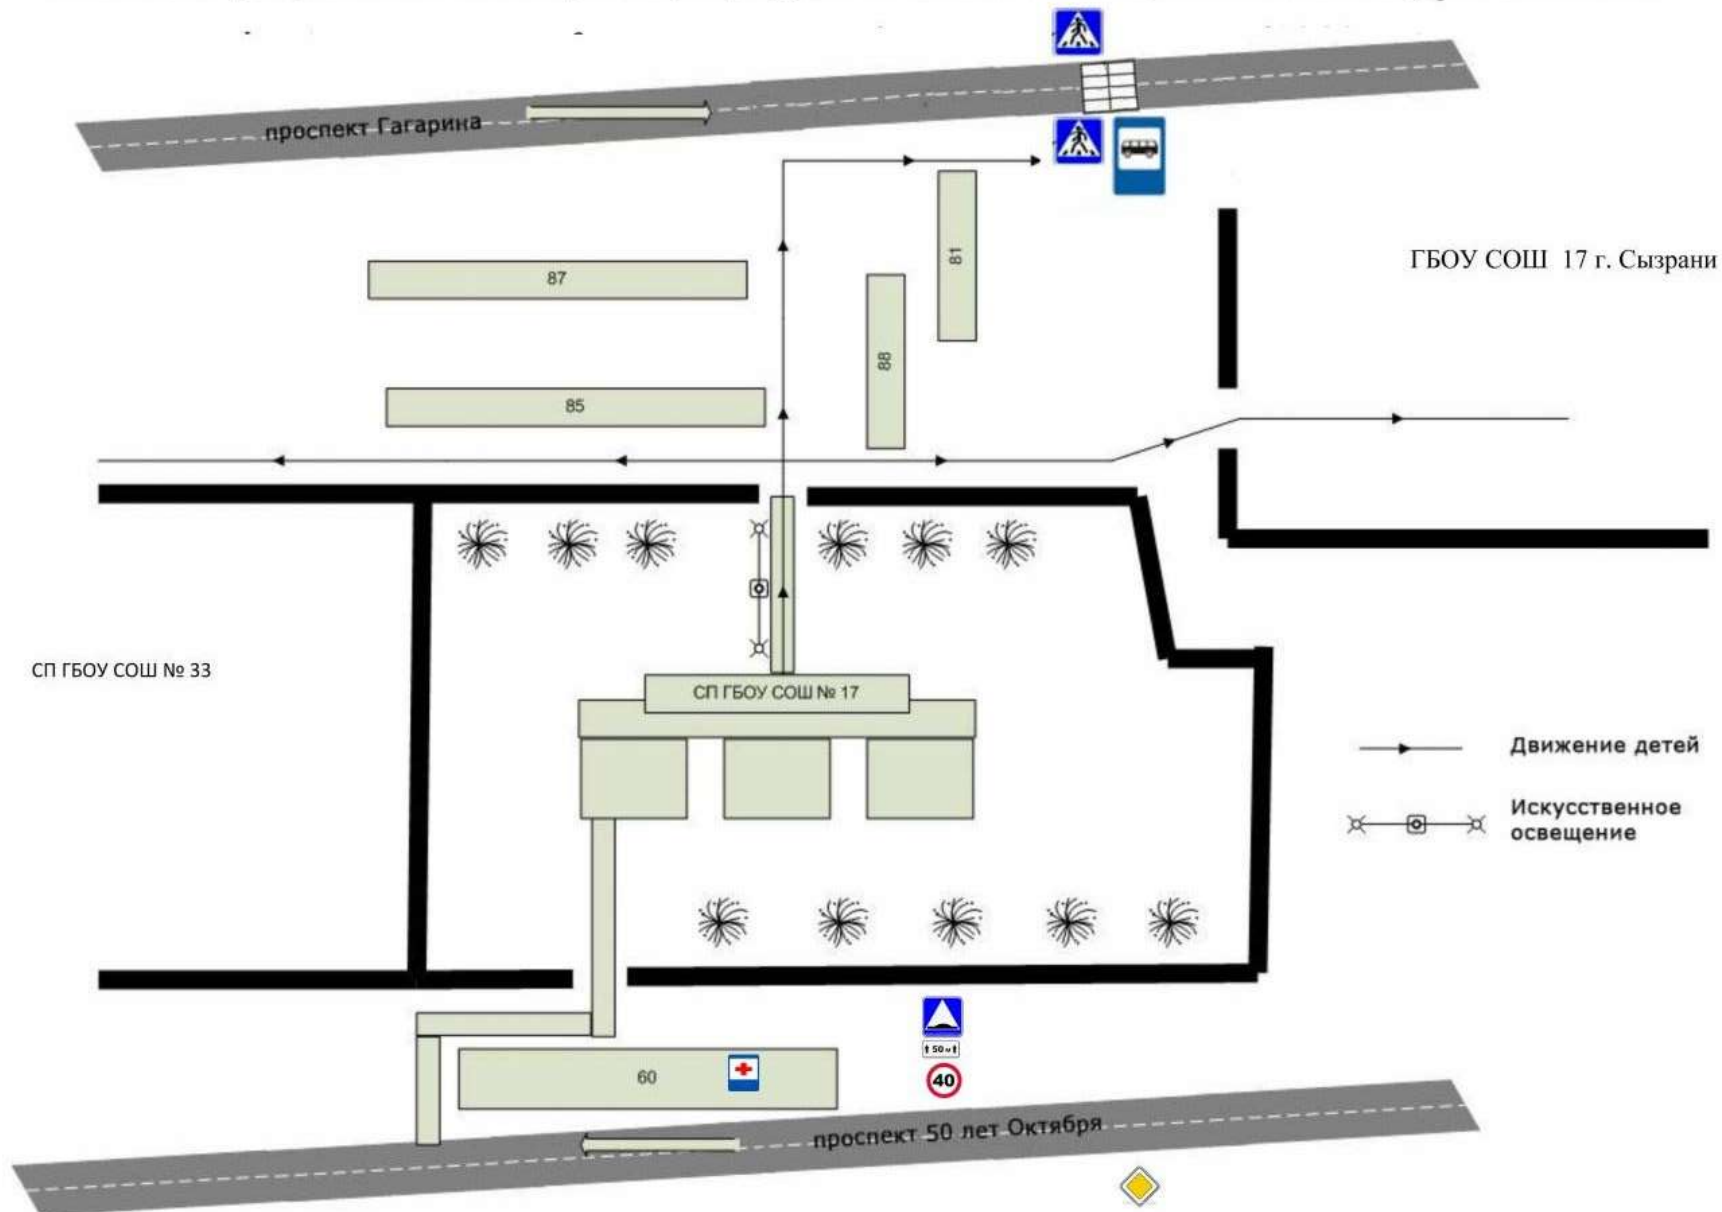 проспект Гагарина
ГБОУ СОШ 17 г. Сызрани
87
81
88
85
СП ГБОУ СОШ № 33
СП ГБОУ СОШ № 17
Движение детей
Искусственное
освещение
50 м
40
60
проспект 50 лет Октября